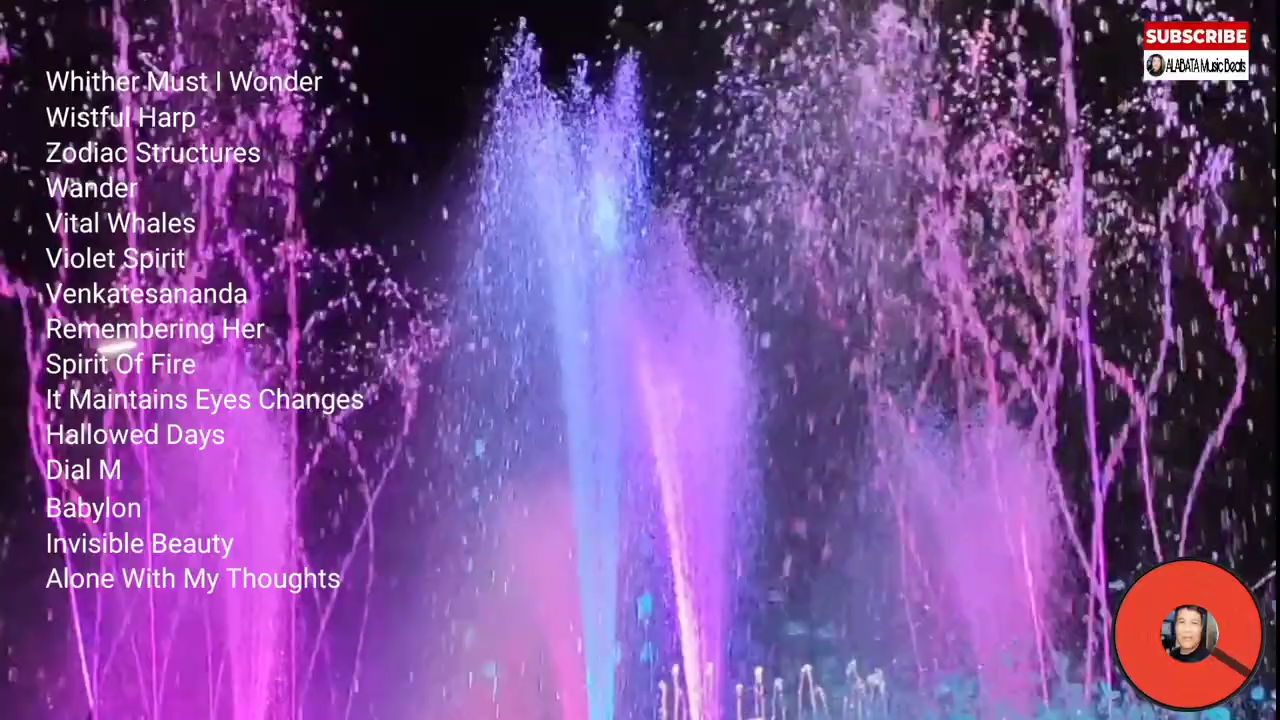 SUBSCRIBE
ALABATA Music Beats
Whither Must I Wonder
Wistful Harp
Zodiac Structures
Wander
Vital Whales
Violet Spirit
Venkatesananda
Remembering Her
Spirit Of Fire
It Maintains Eyes Changes
Hallowed Days
Dial M
Babylon
Invisible Beauty
Alone With My Thoughts